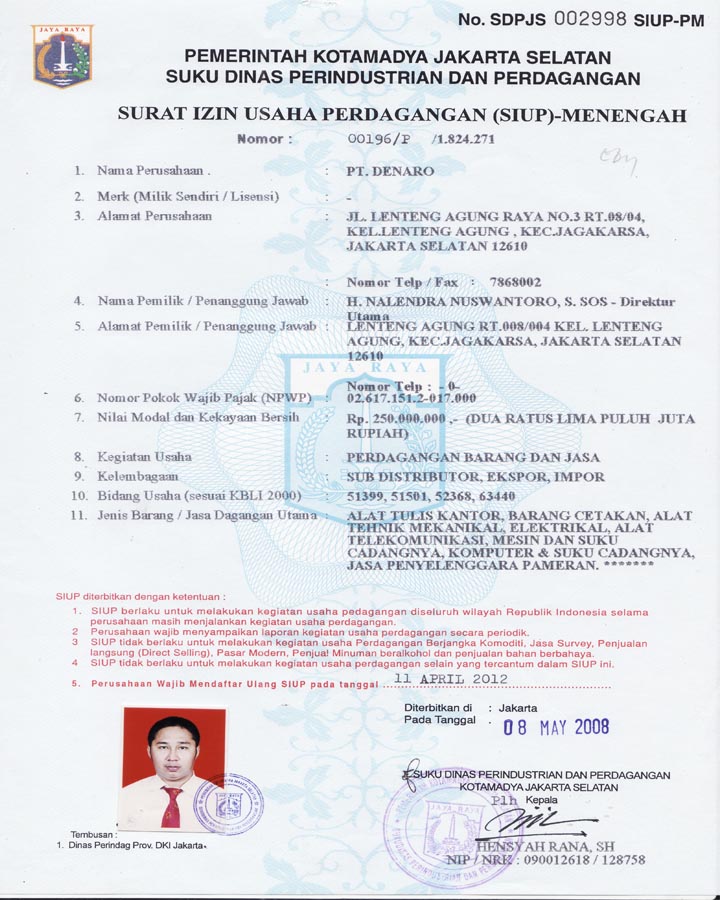 JAYA RAYA
No. SDPJS 002998 SIUP-PM
PEMERINTAH KOTAMADYA JAKARTA SELATAN
SUKU DINAS PERINDUSTRIAN DAN PERDAGANGAN
SURAT IZIN USAHA PERDAGANGAN (SIUP)-MENENGAH
Nomor : 00196/P /1.824.271
1. Nama Perusahaan . : PT. DENARO
2. Merk (Milik Sendiri / Lisensi) : -
3. Alamat Perusahaan : JL. LENTENG AGUNG RAYA NO.3 RT.08/04,
KEL.LENTENG AGUNG , KEC.JAGAKARSA,
JAKARTA SELATAN 12610
: Nomor Telp / Fax : 7868002
4. Nama Pemilik / Penanggung Jawab : H. NALENDRA NUSWANTORO, S. SOS - Direktur
Utama
5. Alamat Pemilik / Penanggung Jawab : LENTENG AGUNG RT.008/004 KEL. LENTENG
AGUNG, KEC.JAGAKARSA, JAKARTA SELATAN
12610
JAYA RAYA
Nomor Telp : - 0-
6. Nomor Pokok Wajib Pajak (NPWP) : 02.617.151.2-017.000
7. Nilai Modal dan Kekayaan Bersih : Rp. 250.000.000 ,- (DUA RATUS LIMA PULUH JUTA
RUPIAH)
8. Kegiatan Usaha : PERDAGANGAN BARANG DAN JASA
9. Kelembagaan : SUB DISTRIBUTOR, EKSPOR, IMPOR
10. Bidang Usaha (sesuai KBLI 2000) : 51399, 51501, 52368, 63440
11. Jenis Barang / Jasa Dagangan Utama : ALAT TULIS KANTOR, BARANG CETAKAN, ALAT
TEHNIK MEKANIKAL, ELEKTRIKAL, ALAT
TELEKOMUNIKASI, MESIN DAN SUKU
CADANGNYA, KOMPUTER & SUKU CADANGNYA,
JASA PENYELENGGARA PAMERAN. *******
SIUP diterbitkan dengan ketentuan :
1. SIUP berlaku untuk melakukan kegiatan usaha pedagangan diseluruh wilayah Republik Indonesia selama
perusahaan masih menjalankan kegiatan usaha perdagangan.
2 Perusahaan wajib menyampaikan laporan kegiatan usaha perdagangan secara periodik.
3 SIUP tidak berlaku untuk melakukan kegiatan usaha Perdagangan Berjangka Komoditi, Jasa Survey, Penjualan
langsung (Direct Selling), Pasar Modern, Penjual Minuman beralkohol dan penjualan bahan berbahaya.
4 SIUP tidak berlaku untuk melakukan kegiatan usaha perdagangan selain yang tercantum dalam SIUP ini.
5. Perusahaan Wajib Mendaftar Ulang SIUP pada tanggal 11 APRIL 2012
Diterbitkan di : Jakarta
Pada Tanggal : 08 MAY 2008
SUKU DINAS PERINDUSTRIAN DAN PERDAGANGAN
KOTAMADYA JAKARTA SELATAN
Plh Kepala
JAYA RAYA
HENSYAH RANA, SH
NIP / NRK : 090012618 / 128758
Tembusan :
1. Dinas Perindag Prov. DKI Jakarta.